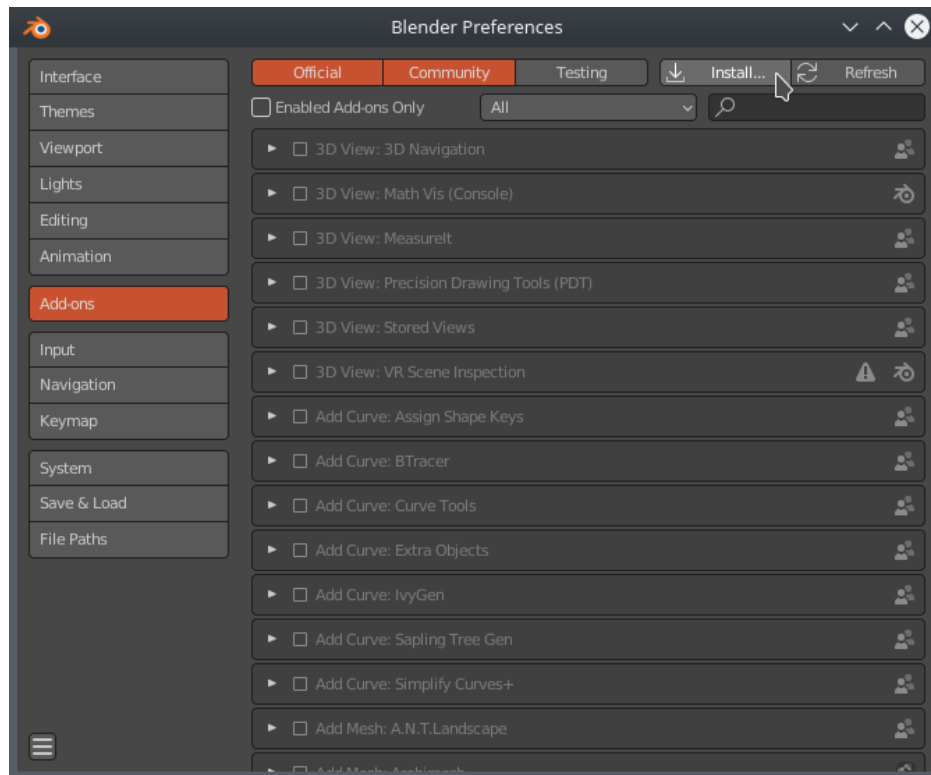 Blender Preferences
Interface
Themes
Viewport
Lights
Editing
Animation
Add-ons
Input
Navigation
Keymap
System
Save & Load
File Paths
Official Community Testing Install... Refresh
Enabled Add-ons Only All
3D View: 3D Navigation
3D View: Math Vis (Console)
3D View: MeasureIt
3D View: Precision Drawing Tools (PDT)
3D View: Stored Views
3D View: VR Scene Inspection
Add Curve: Assign Shape Keys
Add Curve: BTracer
Add Curve: Curve Tools
Add Curve: Extra Objects
Add Curve: IvyGen
Add Curve: Sapling Tree Gen
Add Curve: Simplify Curves+
Add Mesh: A.N.T.Landscape
Add Mesh: Archimesh